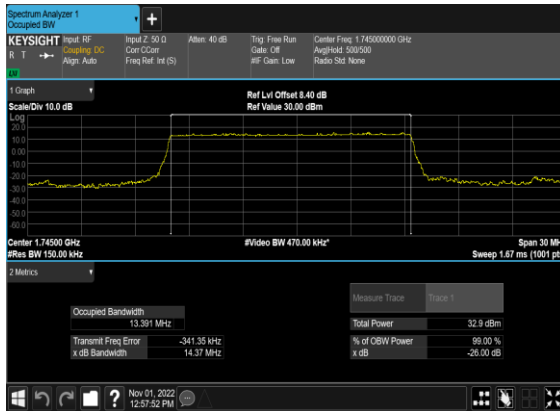 Spectrum Analyzer 1
Occupied BW
+
KEYSIGHT
R T
LXI
Input: RF
Coupling: DC
Align: Auto
Input Z: 50 Ω
Corr CCorr
Freq Ref: Int (S)
Atten: 40 dB
Trig: Free Run
Gate: Off
#IF Gain: Low
Center Freq: 1.745000000 GHz
Avg|Hold: 500/500
Radio Std: None
1 Graph
Scale/Div 10.0 dB
Ref Lvl Offset 8.40 dB
Ref Value 30.00 dBm
Log
20.0
10.0
0.00
-10.0
-20.0
-30.0
-40.0
-50.0
-60.0
Center 1.74500 GHz
#Res BW 150.00 kHz
#Video BW 470.00 kHz*
Span 30 MH
Sweep 1.67 ms (1001 pt
2 Metrics
Measure Trace Trace 1
Occupied Bandwidth
13.391 MHz
Total Power 32.9 dBm
Transmit Freq Error -341.35 kHz
% of OBW Power 99.00 %
x dB Bandwidth 14.37 MHz
x dB -26.00 dB
?
Nov 01, 2022
12:57:52 PM